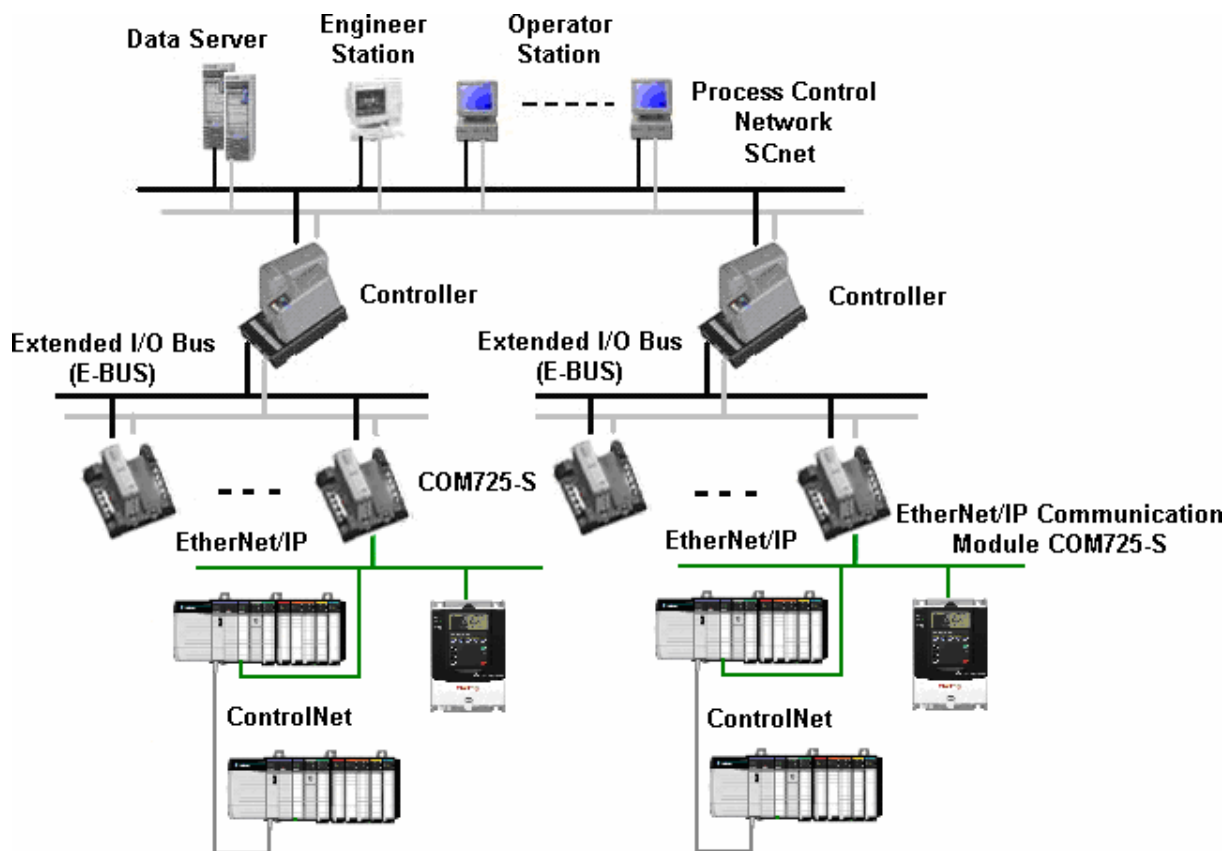 Data Server
Engineer
Station
Operator
Station
Process Control
Network
SCnet
Controller
Controller
Extended I/O Bus
(E-BUS)
Extended I/O Bus
(E-BUS)
COM725-S
EtherNet/IP Communication
Module COM725-S
EtherNet/IP
EtherNet/IP
ControlNet
ControlNet